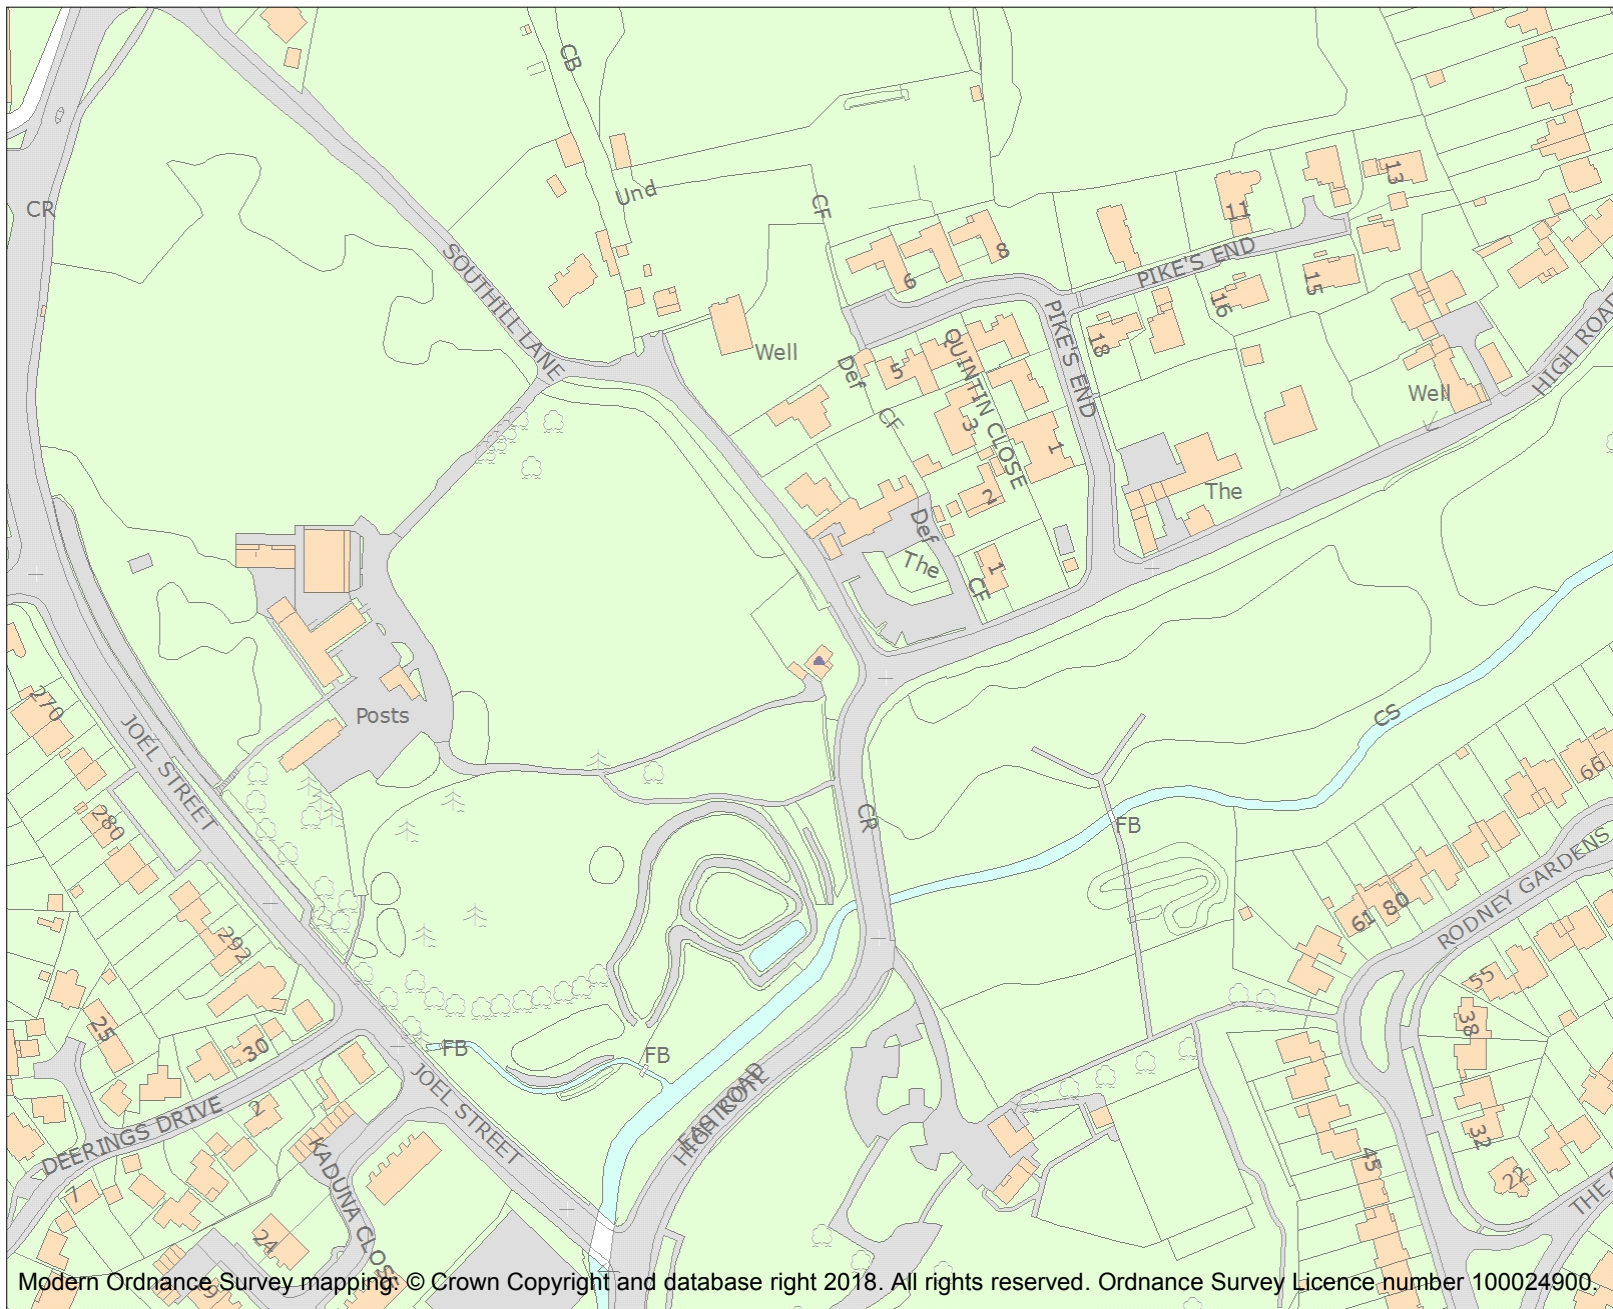 CB
CR
Und
CF
13
11
8
6
SOUTHILL LANE
PIKE'S END
15
16
HIGH ROAD
PIKE'S END
18
Well
Def
5
QUINTIN CLOSE
Well
CF
3
1
The
2
Def
The
1
CF
270
JOEL STREET
Posts
CS
66
280
CR
FB
RODNEY GARDENS
61
80
292
55
25
38
30
FB
FB
JOEL STREET
2
DEERINGS DRIVE
HIGH ROAD
32
45
22
KADUNA CLOSE
7
THE
24
9
Modern Ordnance Survey mapping: © Crown Copyright and database right 2018. All rights reserved. Ordnance Survey Licence number 100024900.